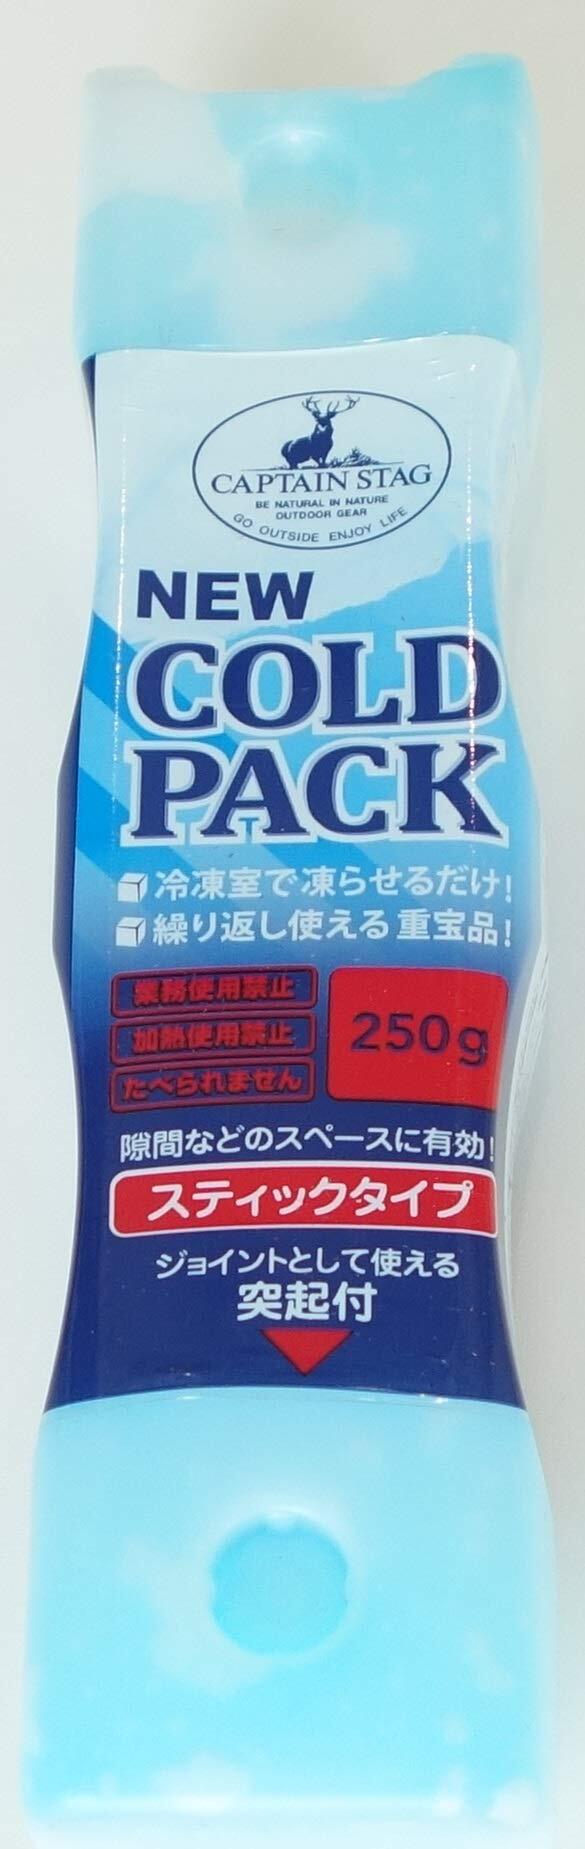 CAPTAIN STAG
BE NATURAL IN NATURE
OUTDOOR GEAR
GO OUTSIDE ENJOY LIFE
NEW
COLD
PACK
冷凍室で凍らせるだけ!
繰り返し使える重宝品!
業務使用禁止
加熱使用禁止
たべられません
250g
隙間などのスペースに有効!
スティックタイプ
ジョイントとして使える
突起付